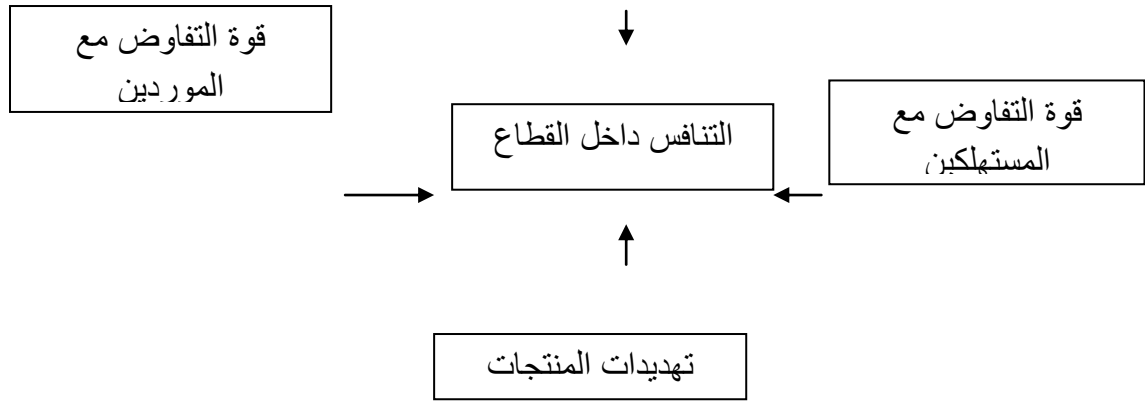 قوة التفاوض مع
الموردين
قوة التفاوض مع
المستهلكين
التنافس داخل القطاع
تهديدات المنتجات